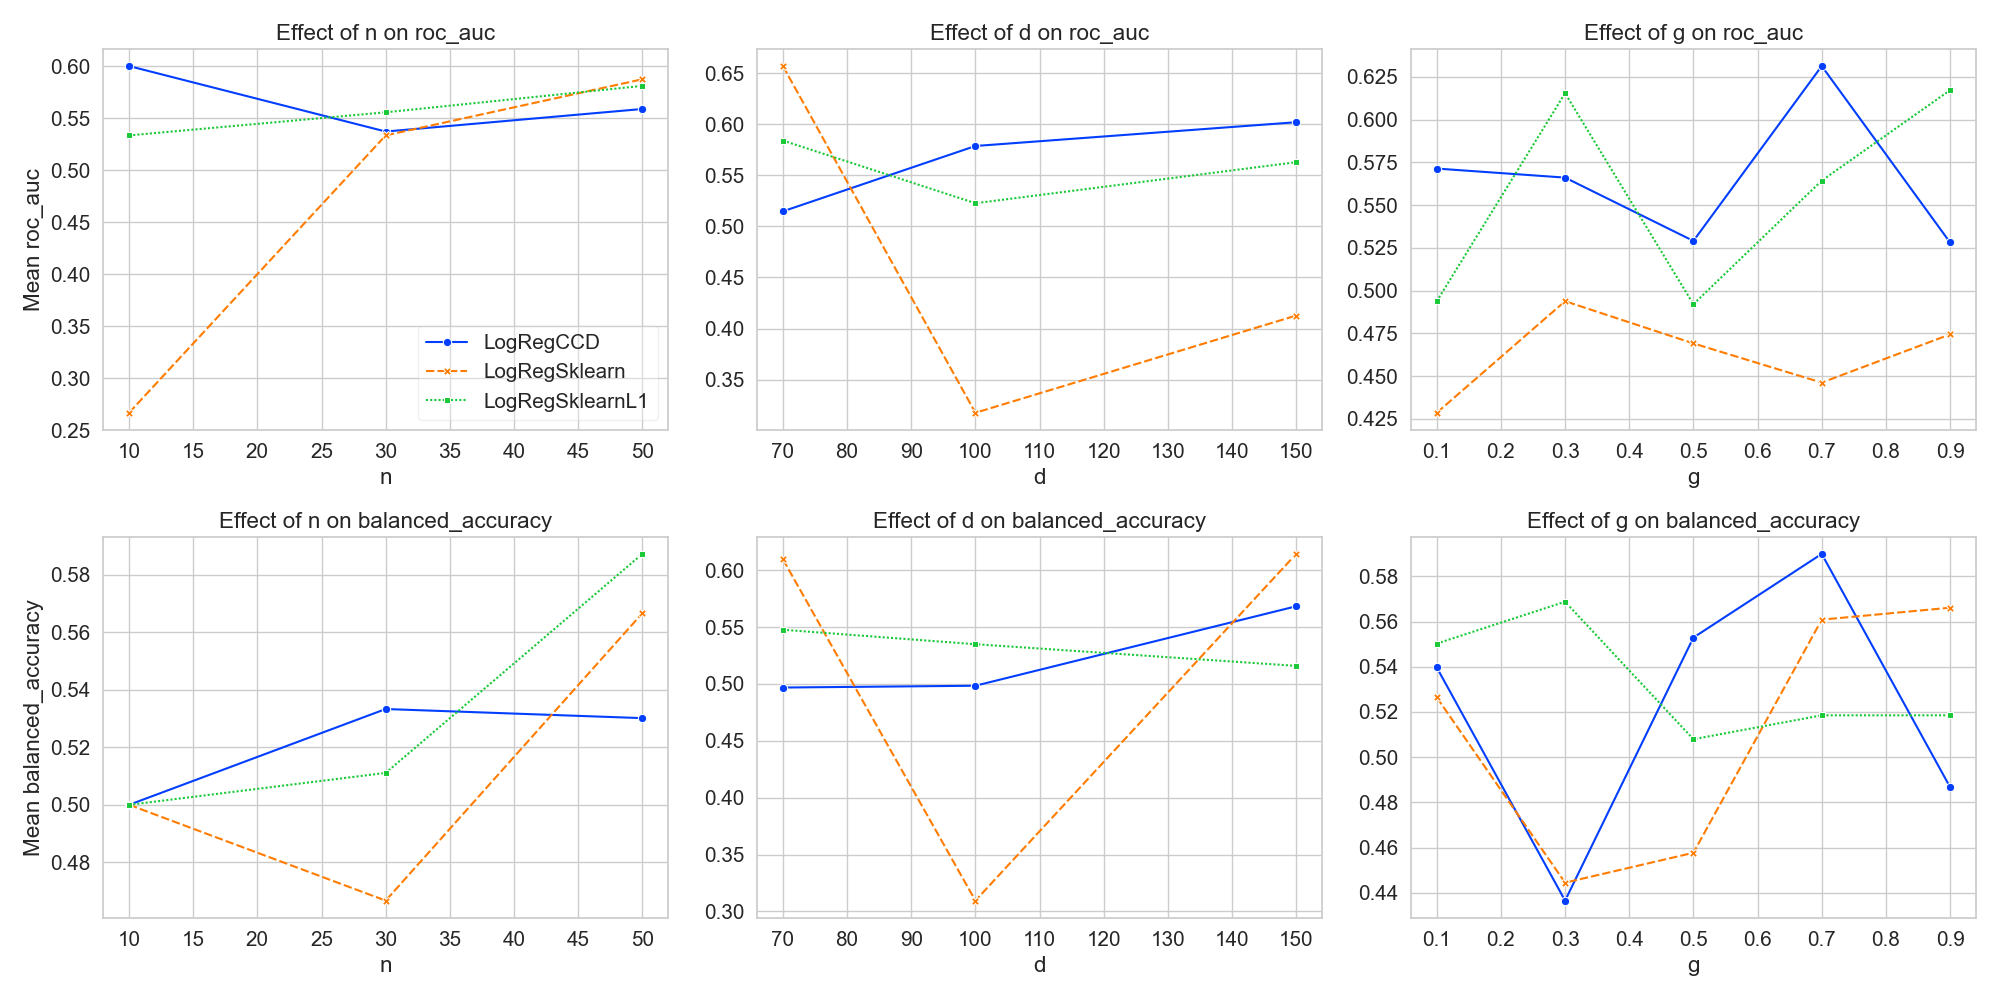 Effect of n on roc_auc
Mean roc_auc
0.60
0.55
0.50
0.45
0.40
0.35
0.30
0.25
LogRegCCD
LogRegSklearn
LogRegSklearnL1
10 15 20 25 30 35 40 45 50
n
Effect of d on roc_auc
0.65
0.60
0.55
0.50
0.45
0.40
0.35
70 80 90 100 110 120 130 140 150
d
Effect of g on roc_auc
0.625
0.600
0.575
0.550
0.525
0.500
0.475
0.450
0.425
0.1 0.2 0.3 0.4 0.5 0.6 0.7 0.8 0.9
g
Effect of n on balanced_accuracy
Mean balanced_accuracy
0.58
0.56
0.54
0.52
0.50
0.48
10 15 20 25 30 35 40 45 50
n
Effect of d on balanced_accuracy
0.60
0.55
0.50
0.45
0.40
0.35
0.30
70 80 90 100 110 120 130 140 150
d
Effect of g on balanced_accuracy
0.58
0.56
0.54
0.52
0.50
0.48
0.46
0.44
0.1 0.2 0.3 0.4 0.5 0.6 0.7 0.8 0.9
g